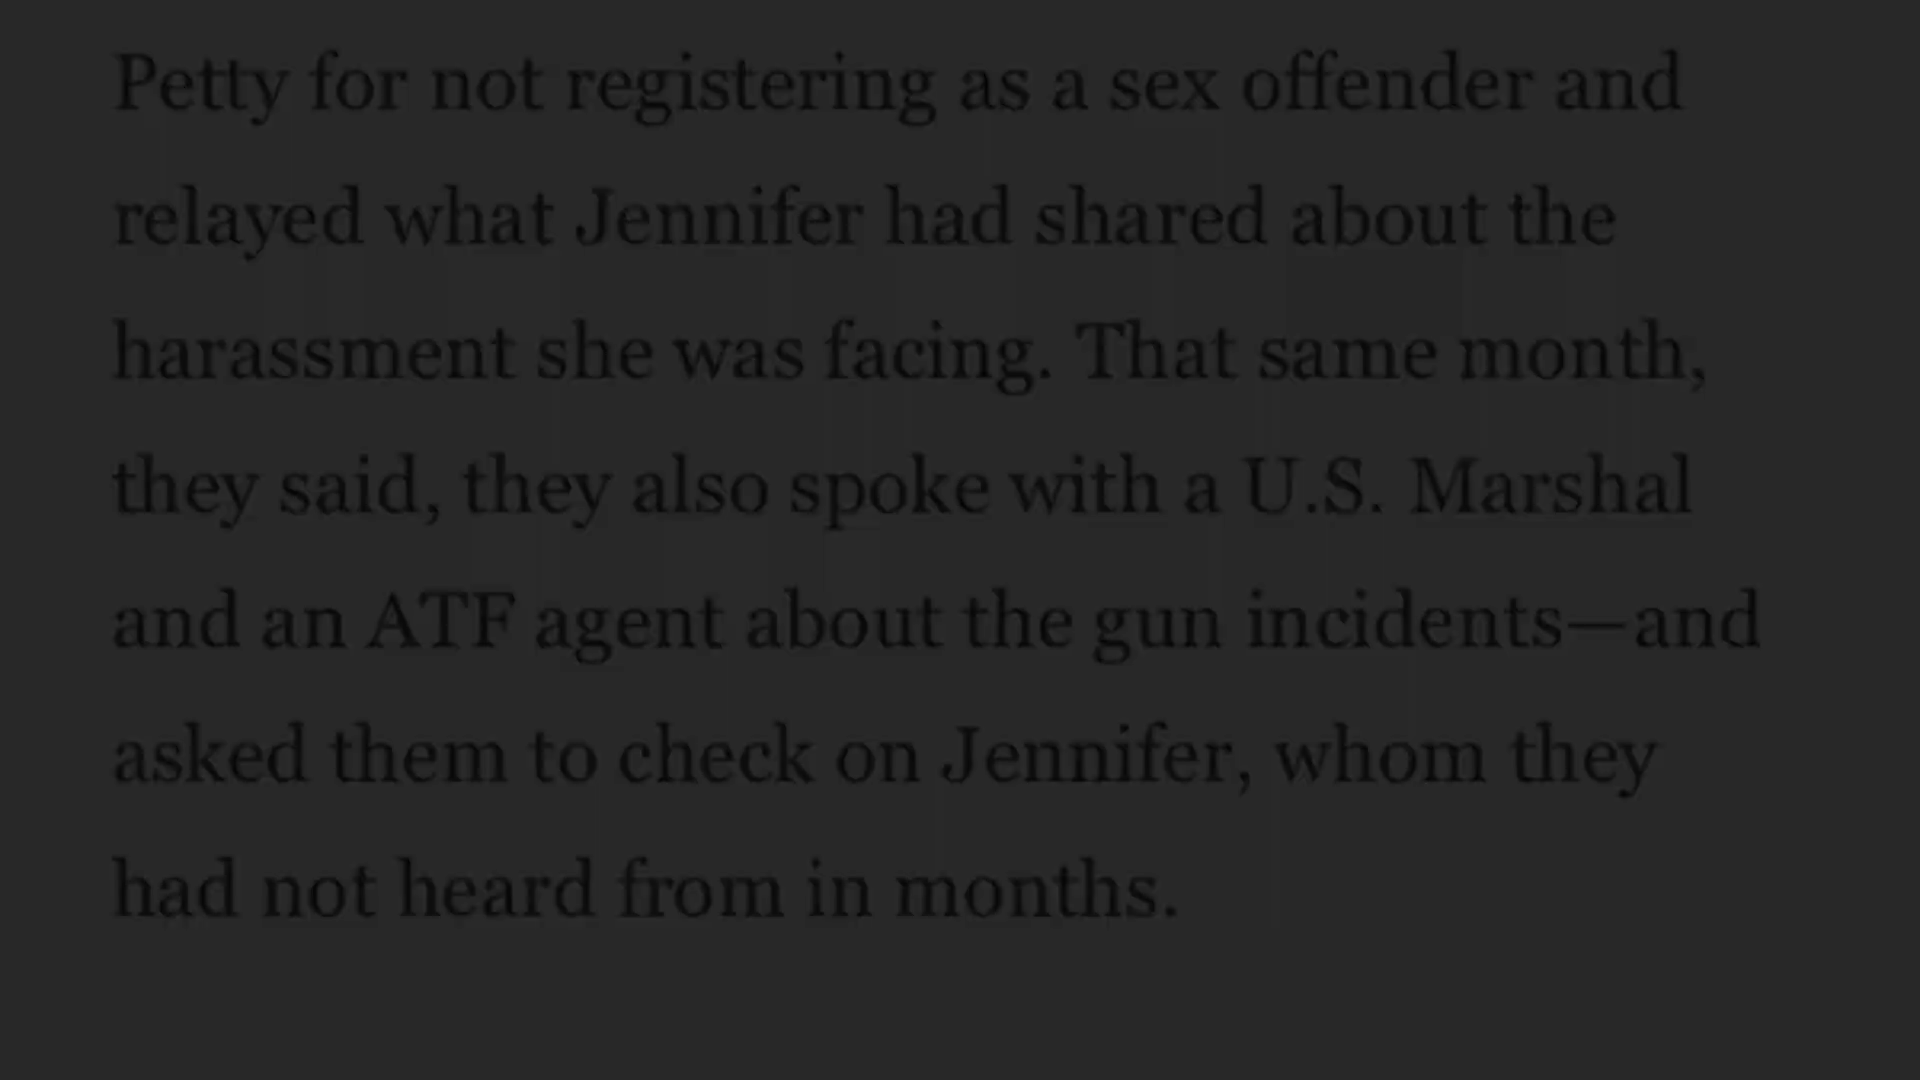 Petty for not registering as a sex offender and
relayed what Jennifer had shared about the
harassment she was facing. That same month,
they said, they also spoke with a U.S. Marshal
and an ATF agent about the gun incidents—and
asked them to check on Jennifer, whom they
had not heard from in months.